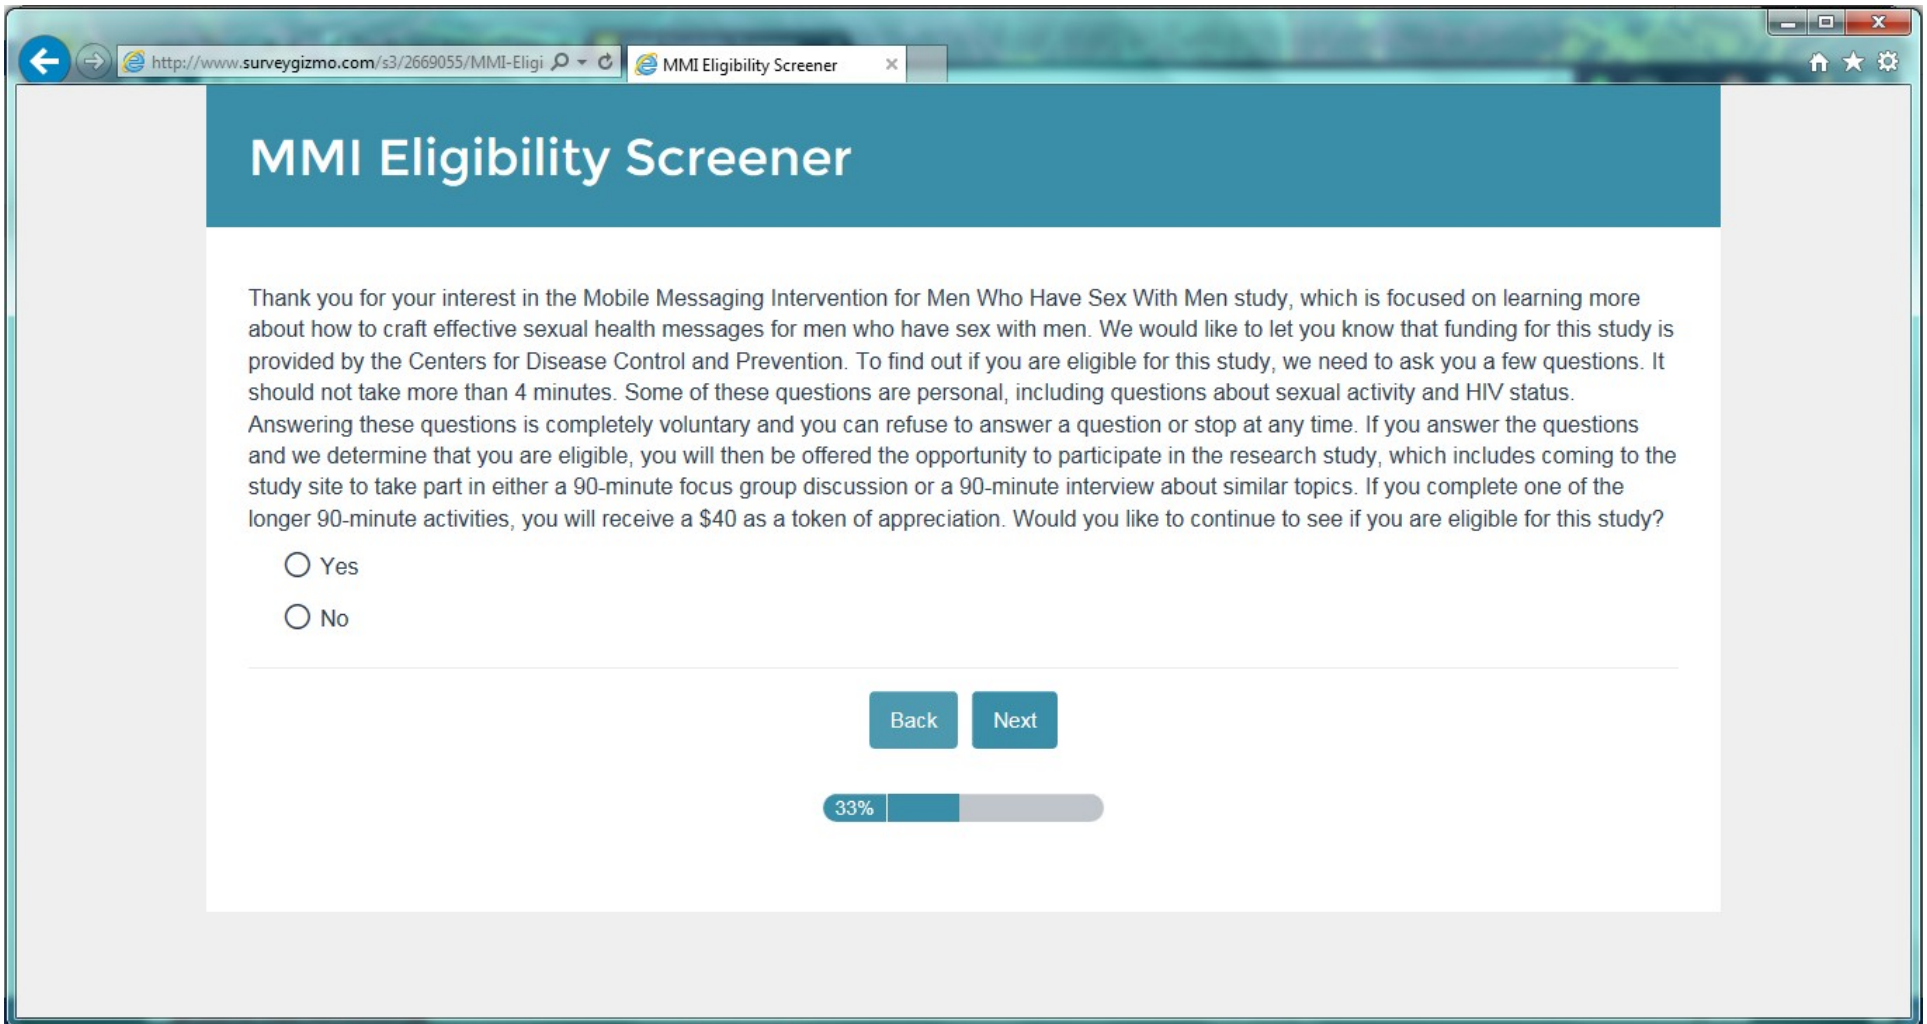 http://www.surveygizmo.com/s3/2669055/MMI-Eligi
MMI Eligibility Screener
MMI Eligibility Screener
Thank you for your interest in the Mobile Messaging Intervention for Men Who Have Sex With Men study, which is focused on learning more
about how to craft effective sexual health messages for men who have sex with men. We would like to let you know that funding for this study is
provided by the Centers for Disease Control and Prevention. To find out if you are eligible for this study, we need to ask you a few questions. It
should not take more than 4 minutes. Some of these questions are personal, including questions about sexual activity and HIV status.
Answering these questions is completely voluntary and you can refuse to answer a question or stop at any time. If you answer the questions
and we determine that you are eligible, you will then be offered the opportunity to participate in the research study, which includes coming to the
study site to take part in either a 90-minute focus group discussion or a 90-minute interview about similar topics. If you complete one of the
longer 90-minute activities, you will receive a $40 as a token of appreciation. Would you like to continue to see if you are eligible for this study?
Yes
No
Back
Next
33%